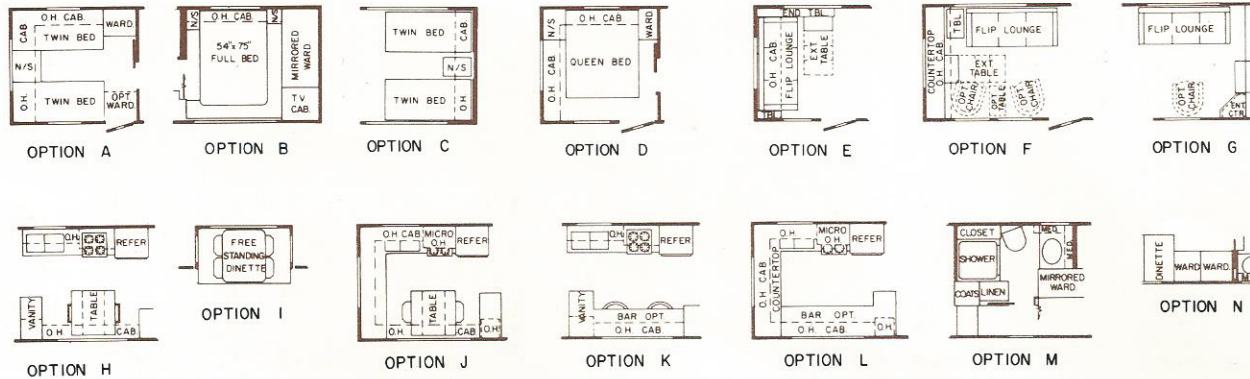 O.H. CAB.
WARD.
CAB.
TWIN BED
N/S
TWIN BED
OPT. WARD.
O.H.
OPTION A
N/S
O.H. CAB.
N/S
54"x 75"
FULL BED
MIRRORED WARD
TV CAB.
OPTION B
TWIN BED
CAB.
N/S
TWIN BED
O.H.
OPTION C
N/S
O.H. CAB.
WARD
O.H. CAB.
QUEEN BED
OPTION D
END TBL
O.H. CAB.
FLIP LOUNGE
EXT TABLE
TBL
OPTION E
COUNTERTOP
O.H. CAB.
TBL
FLIP LOUNGE
EXT TABLE
OPT CHAIR
OPT TABLE
OPT CHAIR
OPTION F
FLIP LOUNGE
OPT CHAIR
ENT. CTR.
OPTION G
O.H.
REFER
VANITY
TABLE
O.H.
CAB.
OPTION H
FREE
STANDING
DINETTE
OPTION I
O.H. CAB.
MICRO
O.H.
REFER
TABLE
O.H.
CAB.
O.H.
OPTION J
O.H.
REFER
VANITY
BAR OPT.
O.H. CAB
OPTION K
O.H.
MICRO
O.H.
REFER
O.H. CAB.
COUNTERTOP
BAR OPT.
O.H. CAB.
O.H.
OPTION L
CLOSET
MED.
MED.
SHOWER
MIRRORED
WARD
COATS
LINEN
OPTION M
DINETTE
WARD
WARD.
OPTION N